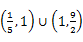 (1/5, 1) ∪ (1, 9/2)